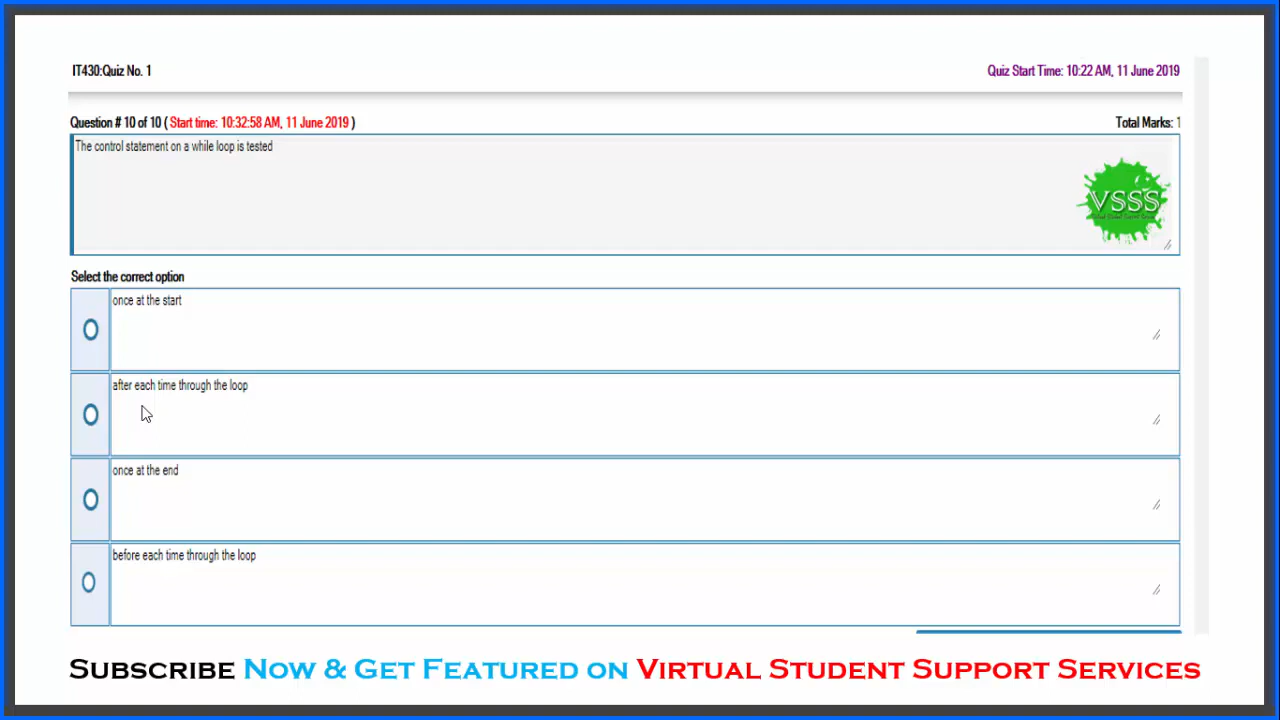 IT430:Quiz No. 1
Quiz Start Time: 10:22 AM, 11 June 2019
Question # 10 of 10 ( Start time: 10:32:58 AM, 11 June 2019 )
Total Marks: 1
The control statement on a while loop is tested
VSSS
Select the correct option
once at the start
after each time through the loop
once at the end
before each time through the loop
Subscribe Now & Get Featured on Virtual Student Support Services